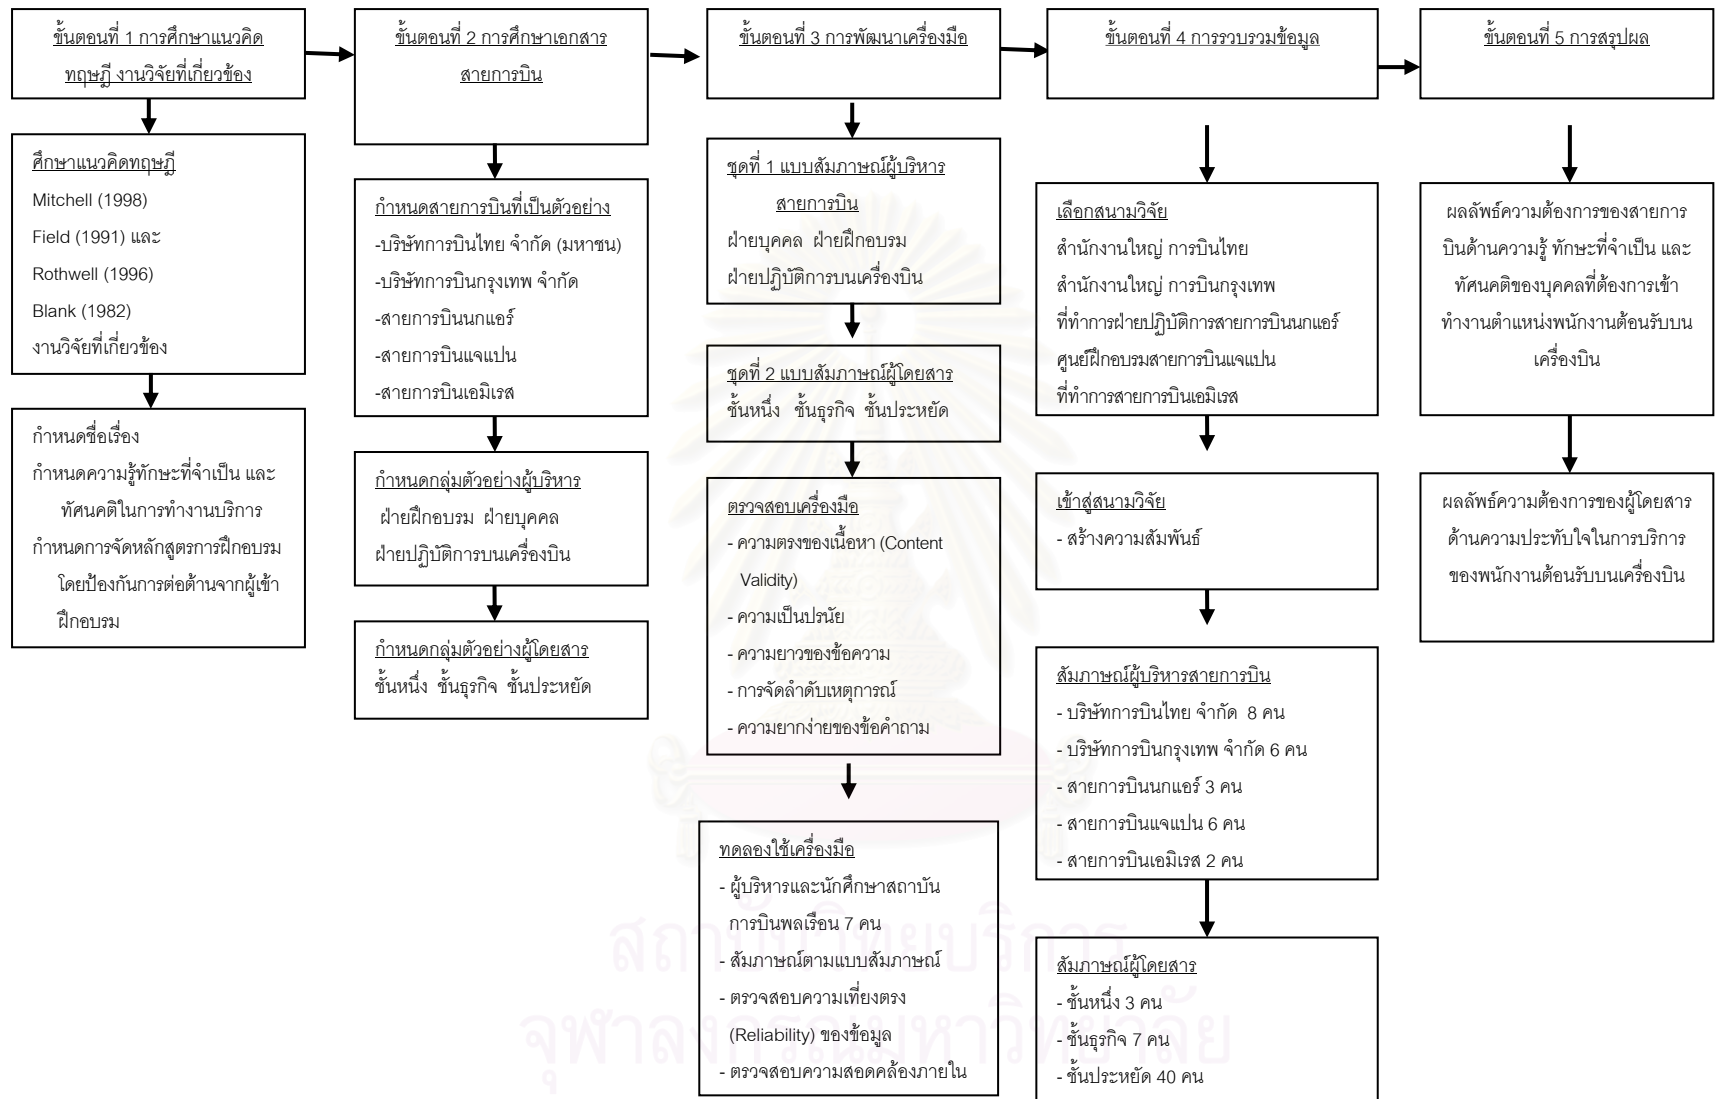 ขั้นตอนที่ 1 การศึกษาแนวคิด
ทฤษฎี งานวิจัยที่เกี่ยวข้อง
ศึกษาแนวคิดทฤษฎี
Mitchell (1998)
Field (1991) และ
Rothwell (1996)
Blank (1982)
งานวิจัยที่เกี่ยวข้อง
กำหนดชื่อเรื่อง
กำหนดความรู้ทักษะที่จำเป็น และ
ทัศนคติในการทำงานบริการ
กำหนดการจัดหลักสูตรการฝึกอบรม
โดยป้องกันการต่อต้านจากผู้เข้า
ฝึกอบรม
ขั้นตอนที่ 2 การศึกษาเอกสาร
สายการบิน
กำหนดสายการบินที่เป็นตัวอย่าง
-บริษัทการบินไทย จำกัด (มหาชน)
-บริษัทการบินกรุงเทพ จำกัด
-สายการบินนกแอร์
-สายการบินแจแปน
-สายการบินเอมิเรส
กำหนดกลุ่มตัวอย่างผู้บริหาร
ฝ่ายฝึกอบรม ฝ่ายบุคคล
ฝ่ายปฏิบัติการบนเครื่องบิน
กำหนดกลุ่มตัวอย่างผู้โดยสาร
ชั้นหนึ่ง ชั้นธุรกิจ ชั้นประหยัด
ขั้นตอนที่ 3 การพัฒนาเครื่องมือ
ชุดที่ 1 แบบสัมภาษณ์ผู้บริหาร
สายการบิน
ฝ่ายบุคคล ฝ่ายฝึกอบรม
ฝ่ายปฏิบัติการบนเครื่องบิน
ชุดที่ 2 แบบสัมภาษณ์ผู้โดยสาร
ชั้นหนึ่ง ชั้นธุรกิจ ชั้นประหยัด
ตรวจสอบเครื่องมือ
- ความตรงของเนื้อหา (Content
Validity)
- ความเป็นปรนัย
- ความยาวของข้อความ
- การจัดลำดับเหตุการณ์
- ความยากง่ายของข้อคำถาม
ทดลองใช้เครื่องมือ
- ผู้บริหารและนักศึกษาสถาบัน
การบินพลเรือน 7 คน
- สัมภาษณ์ตามแบบสัมภาษณ์
- ตรวจสอบความเที่ยงตรง
(Reliability) ของข้อมูล
- ตรวจสอบความสอดคล้องภายใน
ขั้นตอนที่ 4 การรวบรวมข้อมูล
เลือกสนามวิจัย
สำนักงานใหญ่ การบินไทย
สำนักงานใหญ่ การบินกรุงเทพ
ที่ทำการฝ่ายปฏิบัติการสายการบินนกแอร์
ศูนย์ฝึกอบรมสายการบินแจแปน
ที่ทำการสายการบินเอมิเรส
เข้าสู่สนามวิจัย
- สร้างความสัมพันธ์
สัมภาษณ์ผู้บริหารสายการบิน
- บริษัทการบินไทย จำกัด 8 คน
- บริษัทการบินกรุงเทพ จำกัด 6 คน
- สายการบินนกแอร์ 3 คน
- สายการบินแจแปน 6 คน
- สายการบินเอมิเรส 2 คน
สัมภาษณ์ผู้โดยสาร
- ชั้นหนึ่ง 3 คน
- ชั้นธุรกิจ 7 คน
- ชั้นประหยัด 40 คน
ขั้นตอนที่ 5 การสรุปผล
ผลลัพธ์ความต้องการของสายการ
บินด้านความรู้ ทักษะที่จำเป็น และ
ทัศนคติของบุคคลที่ต้องการเข้า
ทำงานตำแหน่งพนักงานต้อนรับบน
เครื่องบิน
ผลลัพธ์ความต้องการของผู้โดยสาร
ด้านความประทับใจในการบริการ
ของพนักงานต้อนรับบนเครื่องบิน
สถาบันวิทยบริการ
จุฬาลงกรณ์มหาวิทยาลัย